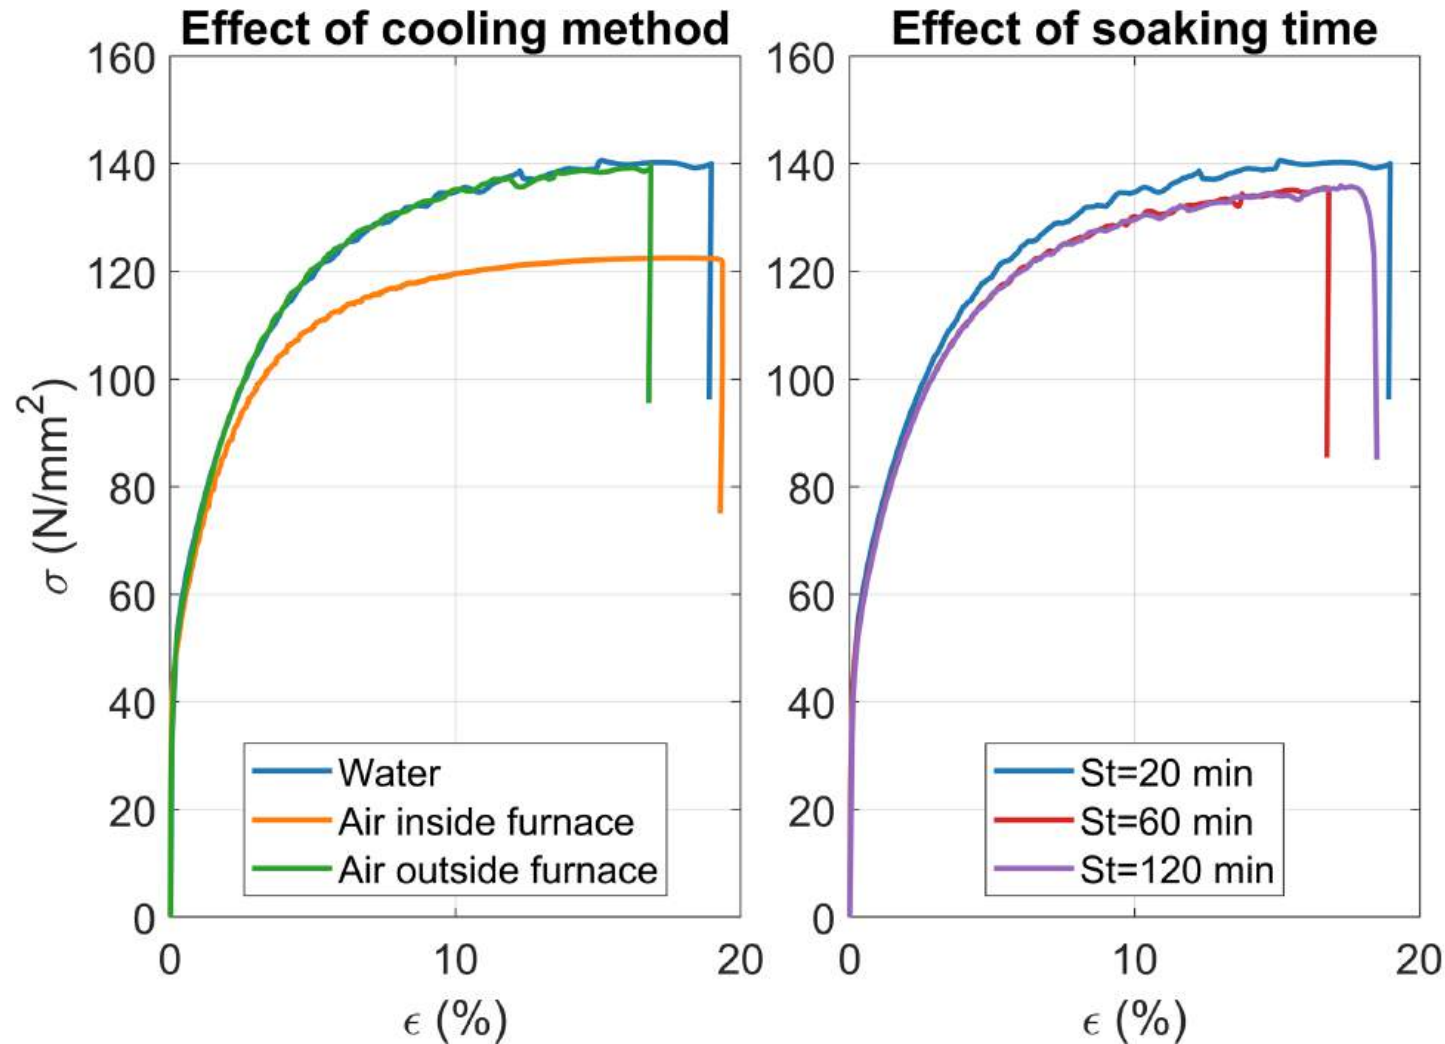 Effect of cooling method
160
140
120
100
80
60
40
20
0
0 10 20
σ (N/mm²)
ϵ (%)
Water
Air inside furnace
Air outside furnace
Effect of soaking time
160
140
120
100
80
60
40
20
0
0 10 20
ϵ (%)
St=20 min
St=60 min
St=120 min